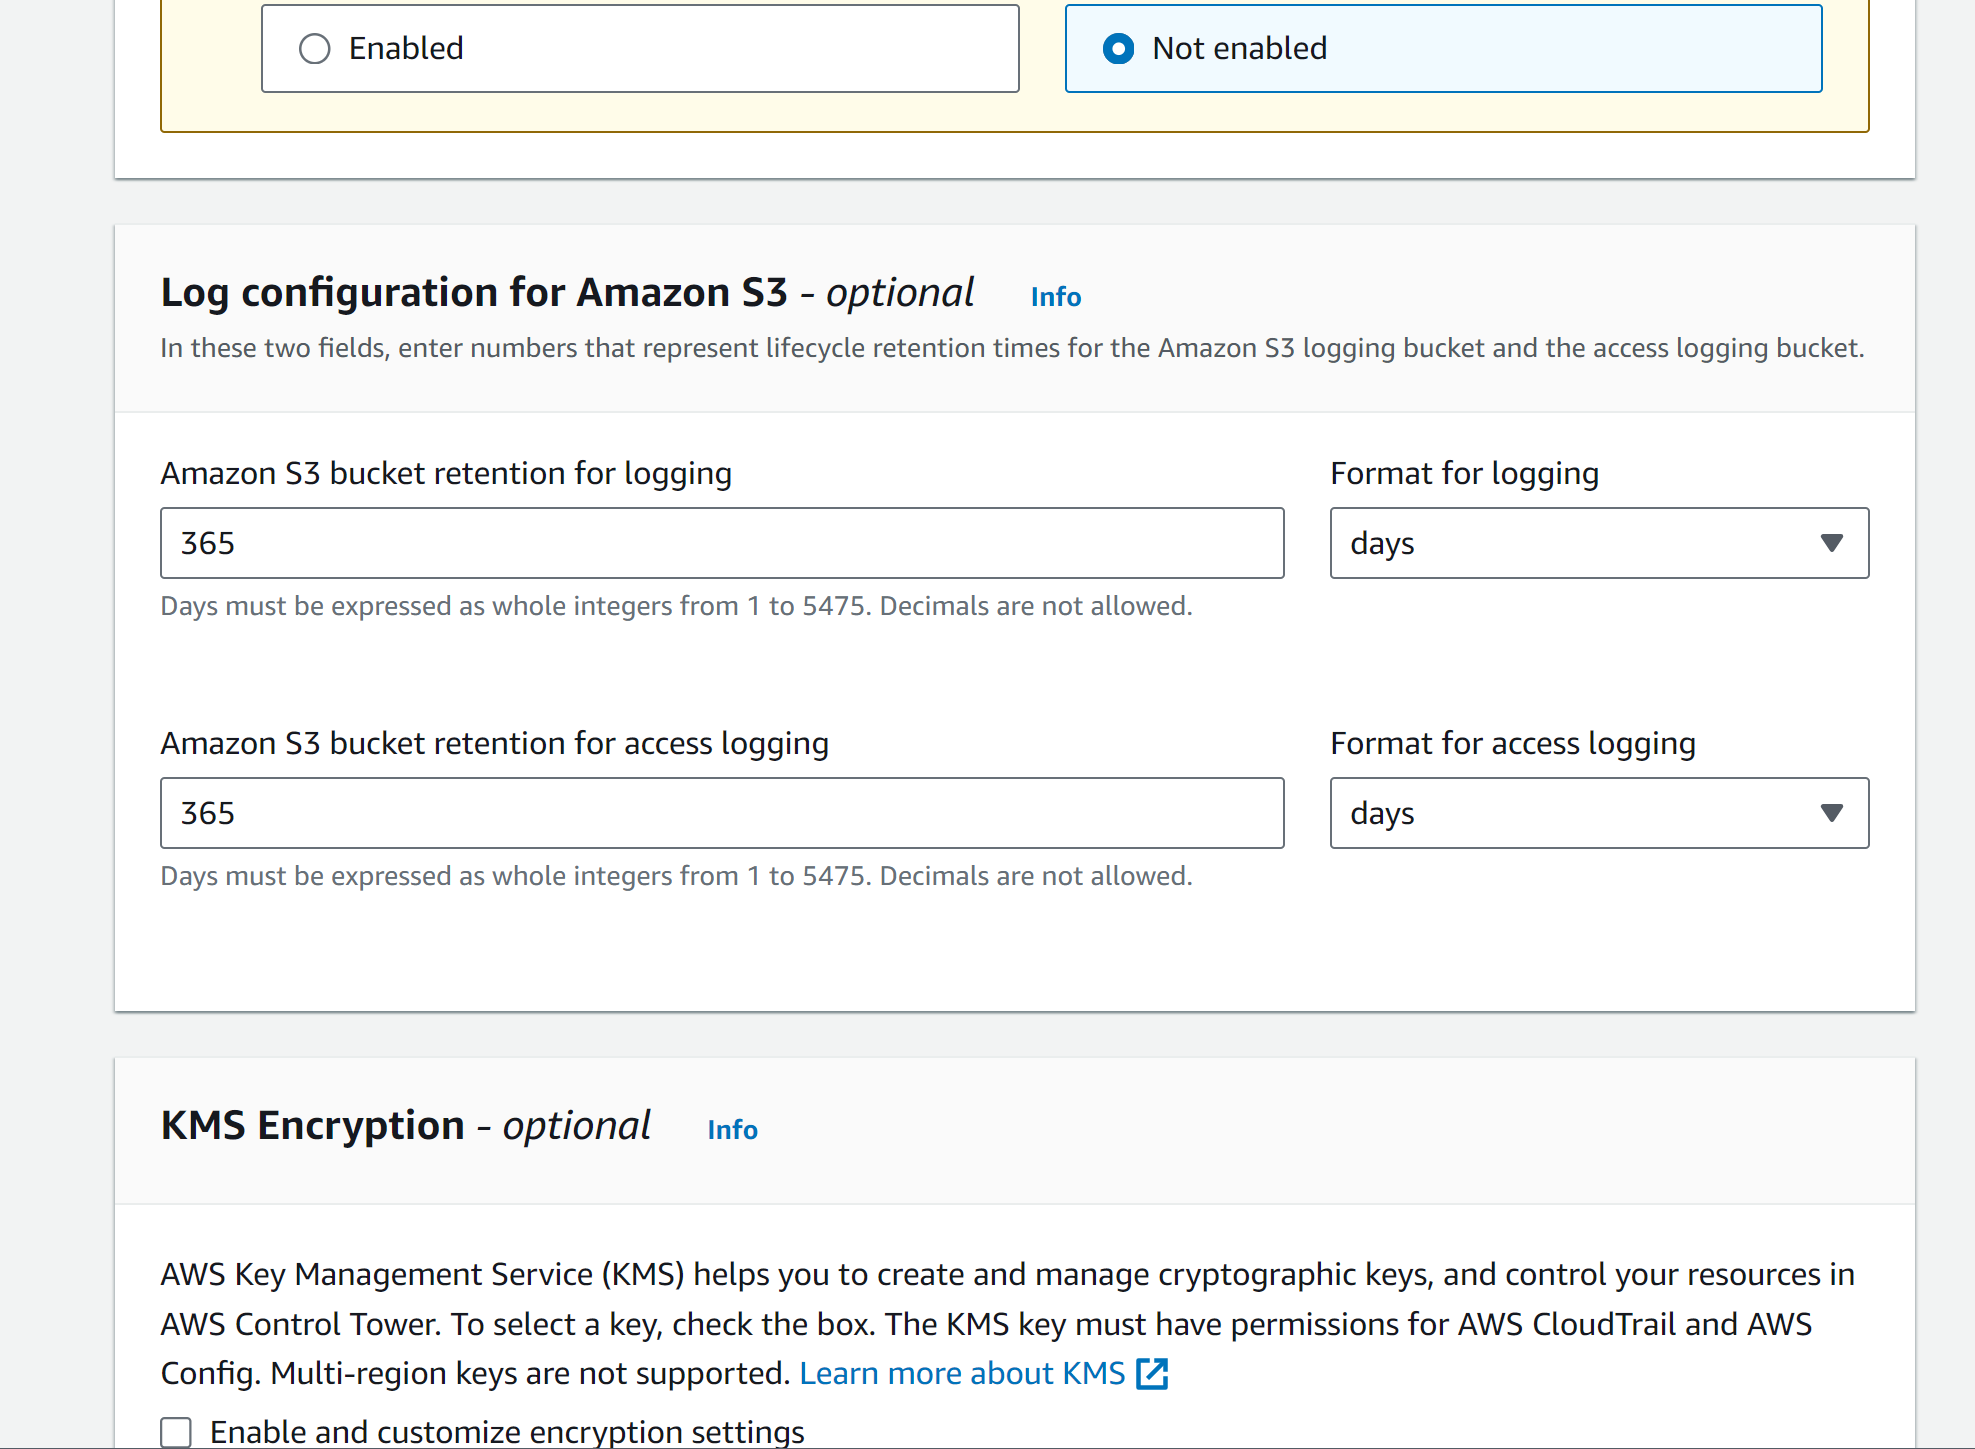 Enabled
Not enabled
Log configuration for Amazon S3 - optional Info
In these two fields, enter numbers that represent lifecycle retention times for the Amazon S3 logging bucket and the access logging bucket.
Amazon S3 bucket retention for logging
Format for logging
365
days
Days must be expressed as whole integers from 1 to 5475. Decimals are not allowed.
Amazon S3 bucket retention for access logging
Format for access logging
365
days
Days must be expressed as whole integers from 1 to 5475. Decimals are not allowed.
KMS Encryption - optional Info
AWS Key Management Service (KMS) helps you to create and manage cryptographic keys, and control your resources in
AWS Control Tower. To select a key, check the box. The KMS key must have permissions for AWS CloudTrail and AWS
Config. Multi-region keys are not supported. Learn more about KMS
Enable and customize encryption settings